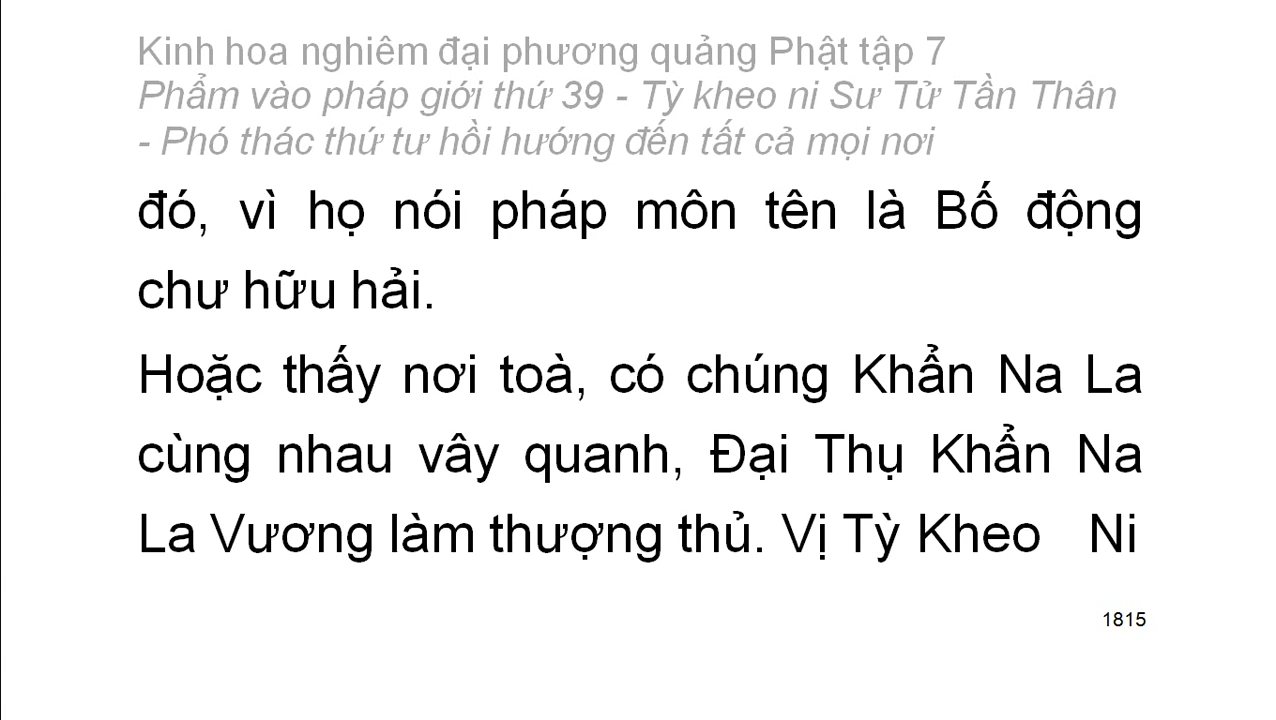 Kinh hoa nghiêm đại phương quảng Phật tập 7
Phẩm vào pháp giới thứ 39 - Tỳ kheo ni Sư Tử Tần Thân
- Phó thác thứ tư hồi hướng đến tất cả mọi nơi
đó, vì họ nói pháp môn tên là Bố động
chư hữu hải.
Hoặc thấy nơi toà, có chúng Khẩn Na La
cùng nhau vây quanh, Đại Thụ Khẩn Na
La Vương làm thượng thủ. Vị Tỳ Kheo Ni
1815